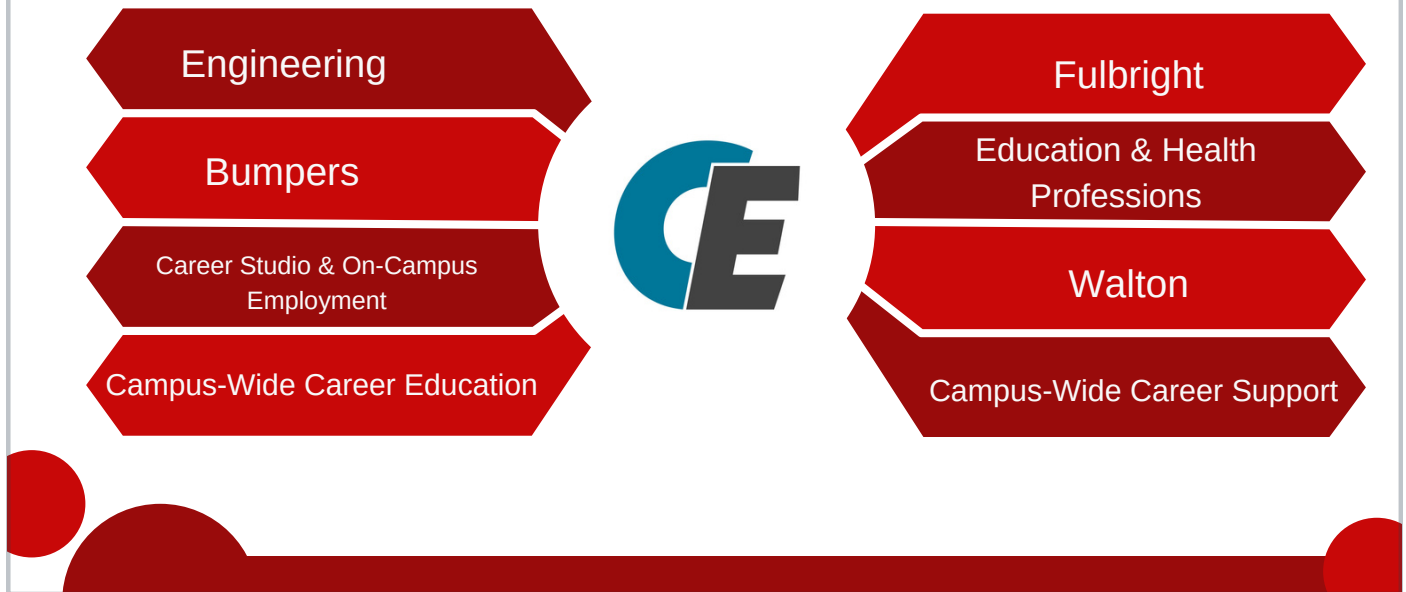 Engineering
Bumpers
Career Studio & On-Campus
Employment
Campus-Wide Career Education
CE
Fulbright
Education & Health
Professions
Walton
Campus-Wide Career Support